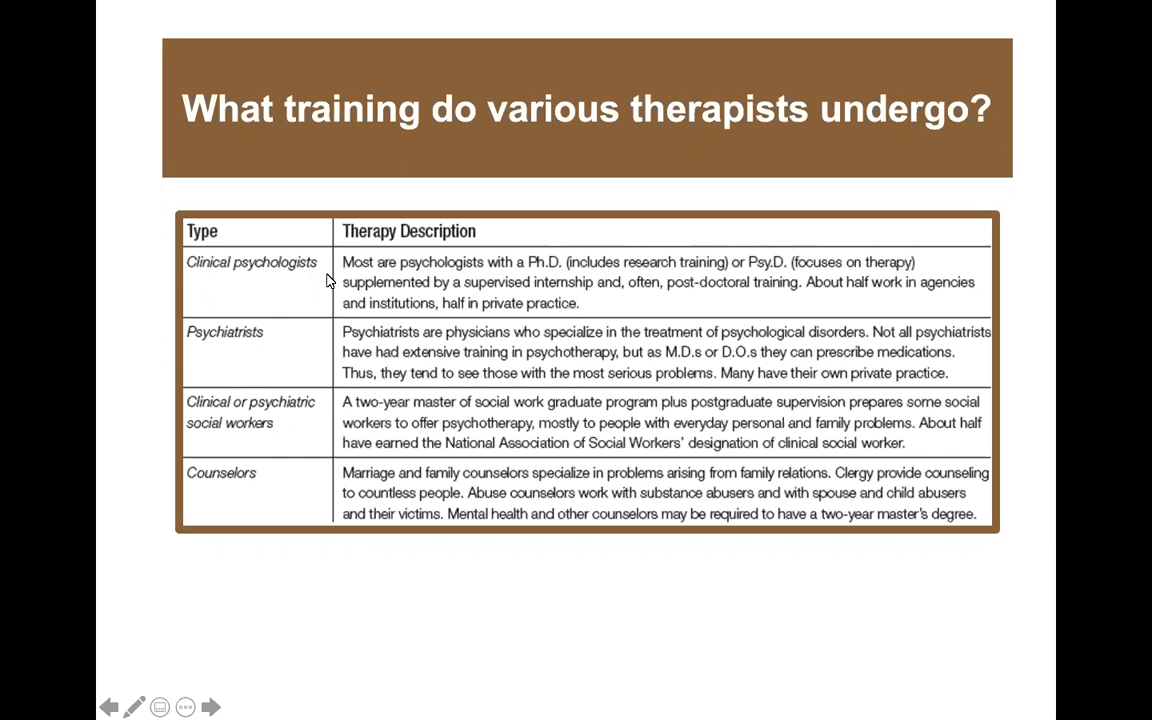 What training do various therapists undergo?
Type
Therapy Description
Clinical psychologists
Most are psychologists with a Ph.D. (includes research training) or Psy.D. (focuses on therapy)
supplemented by a supervised internship and, often, post-doctoral training. About half work in agencies
and institutions, half in private practice.
Psychiatrists
Psychiatrists are physicians who specialize in the treatment of psychological disorders. Not all psychiatrists
have had extensive training in psychotherapy, but as M.D.s or D.O.s they can prescribe medications.
Thus, they tend to see those with the most serious problems. Many have their own private practice.
Clinical or psychiatric
social workers
A two-year master of social work graduate program plus postgraduate supervision prepares some social
workers to offer psychotherapy, mostly to people with everyday personal and family problems. About half
have earned the National Association of Social Workers' designation of clinical social worker.
Counselors
Marriage and family counselors specialize in problems arising from family relations. Clergy provide counseling
to countless people. Abuse counselors work with substance abusers and with spouse and child abusers
and their victims. Mental health and other counselors may be required to have a two-year master's degree.